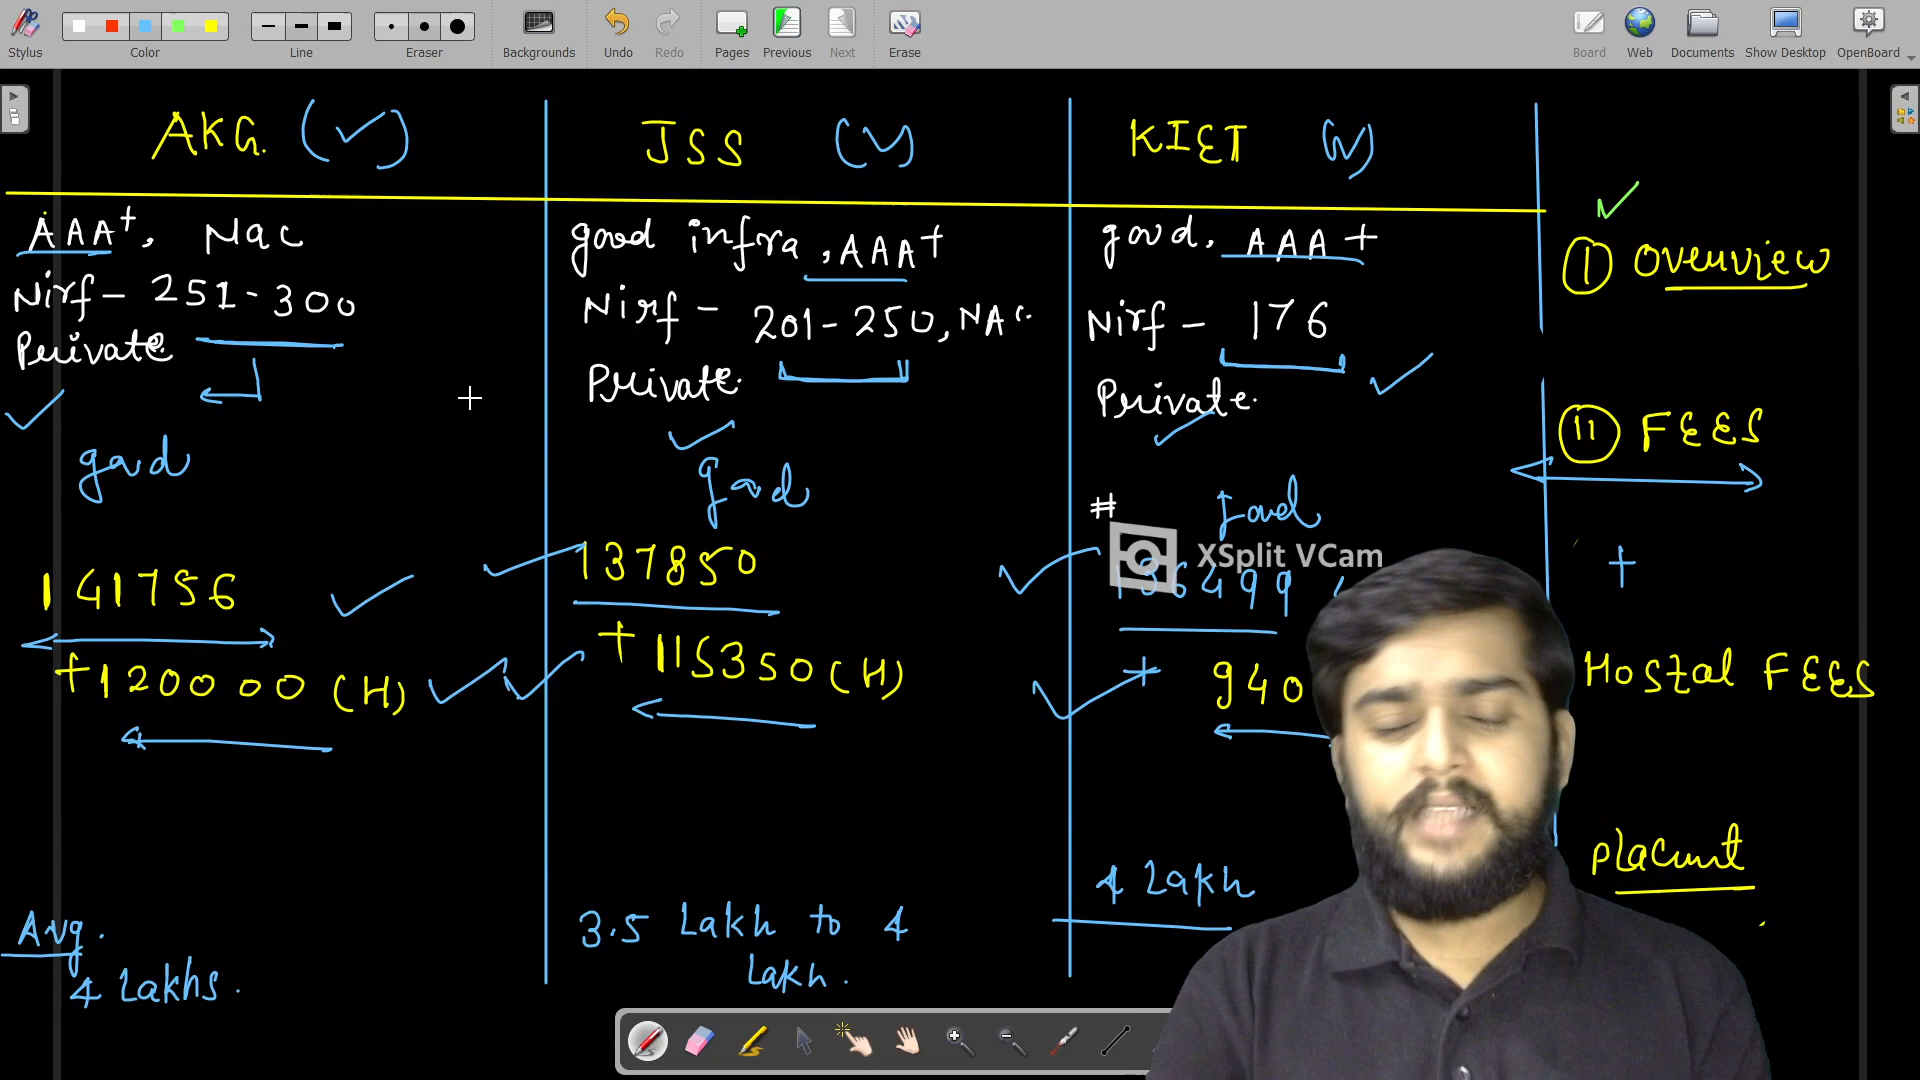 Stylus Color Line Eraser Backgrounds Undo Redo Pages Previous Next Erase Board Web Documents Show Desktop OpenBoard
AKG.
AAA+, Nac
Nirf - 251-300
Private
good
141756
+120000 (H)
Avg.
4 Lakhs.
JSS
good infra, AAA+
Nirf - 201-250, NAC.
Private.
good
137850
+115350 (H)
3.5 Lakh to 4
Lakh.
KIET
good. AAA+
Nirf - 176
Private.
#
good
XSplit VCam
136499
+ 940
4 Lakh
I Overview
II FEES
+
Hostal FEES
Placmnt